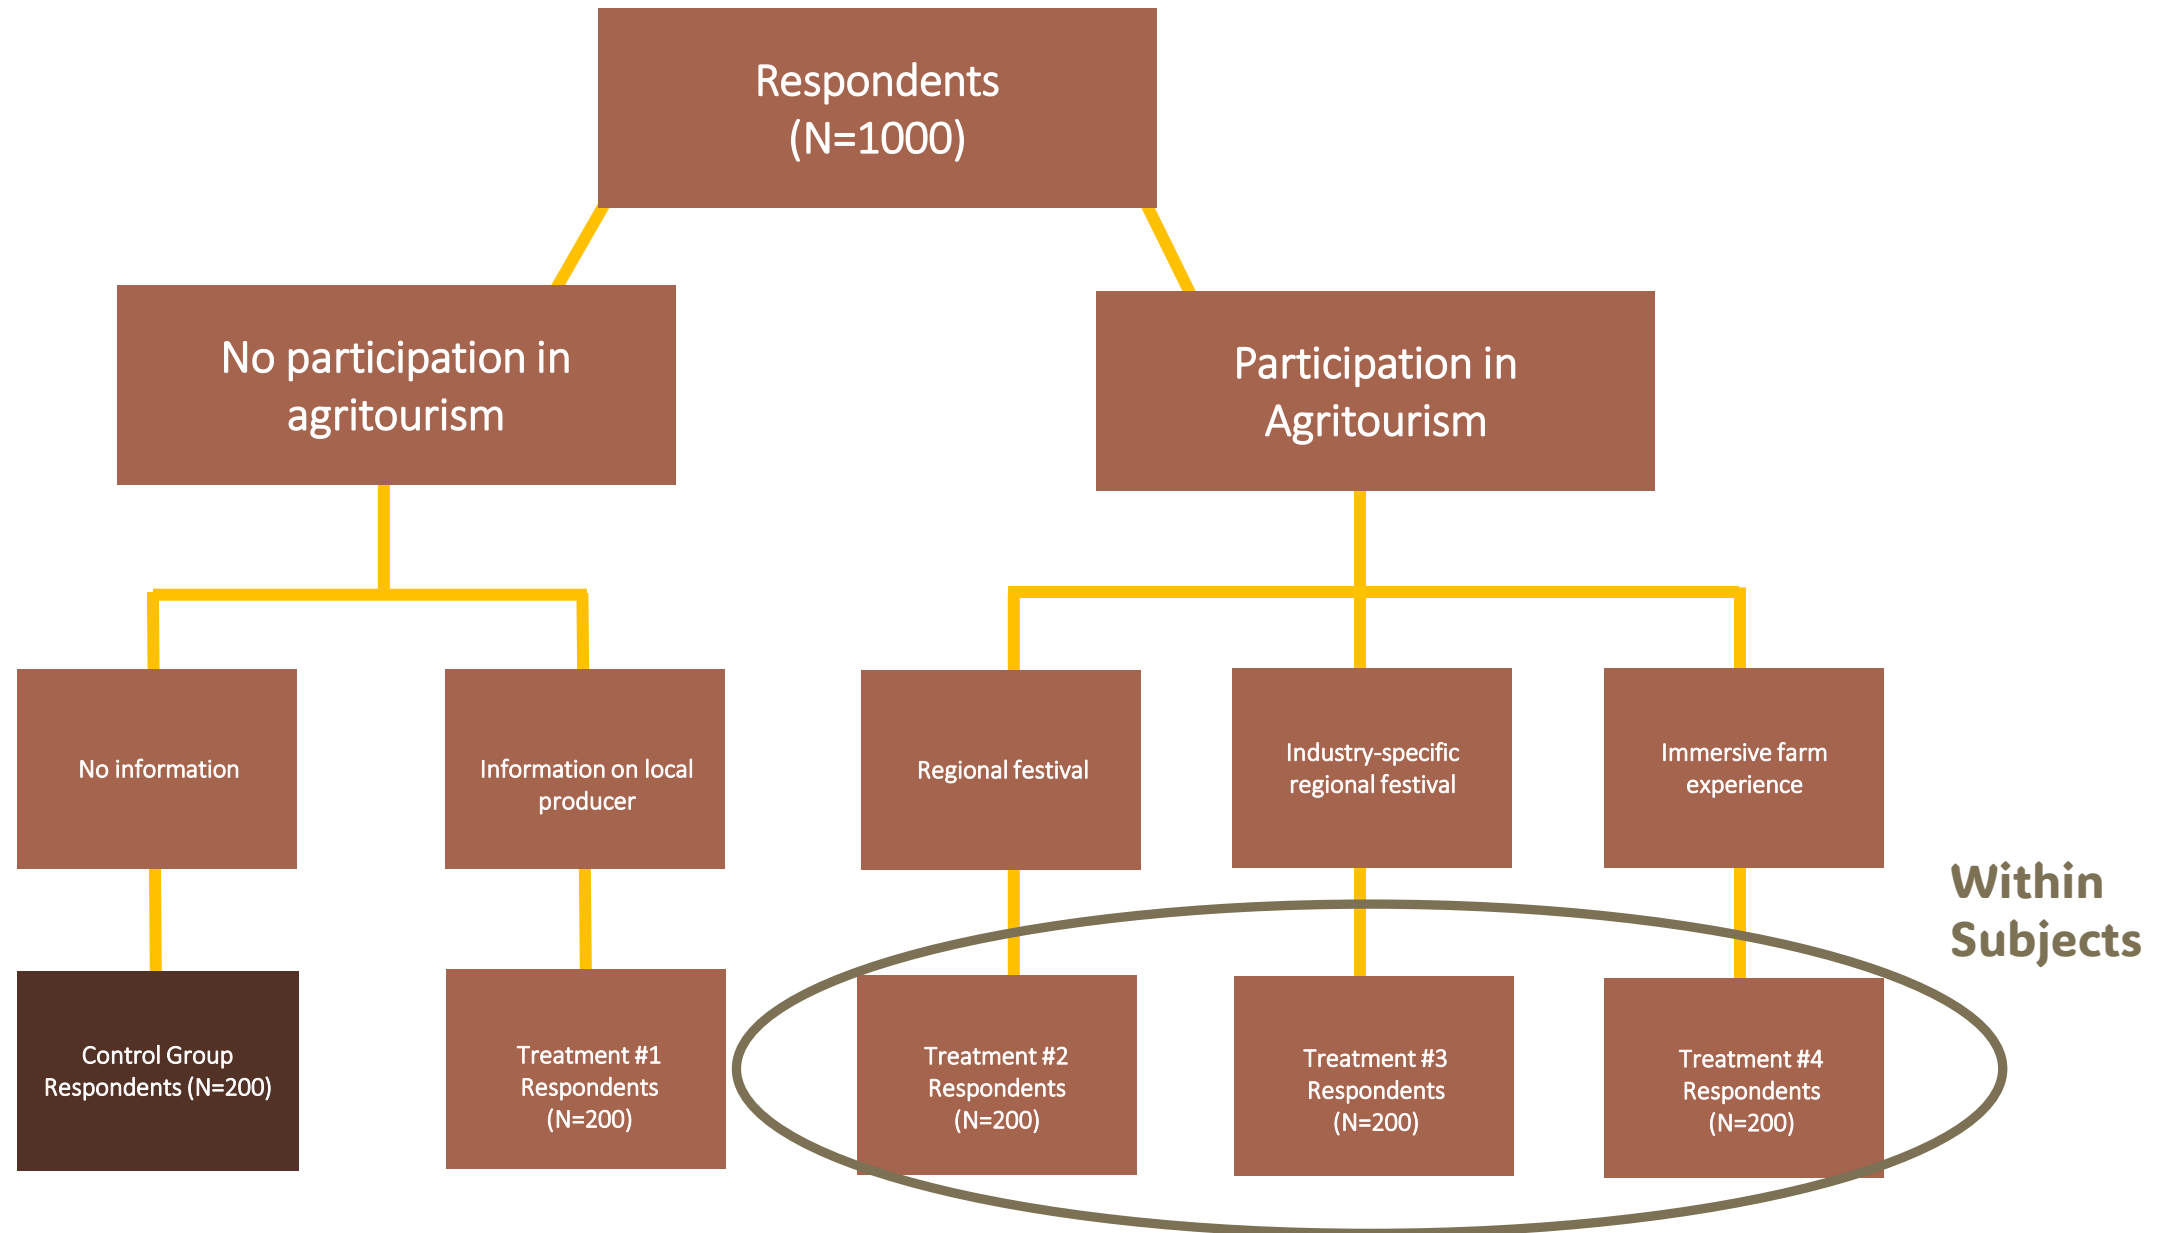 Respondents
(N=1000)
No participation in
agritourism
Participation in
Agritourism
No information
Information on local
producer
Regional festival
Industry-specific
regional festival
Immersive farm
experience
Within
Subjects
Control Group
Respondents (N=200)
Treatment #1
Respondents
(N=200)
Treatment #2
Respondents
(N=200)
Treatment #3
Respondents
(N=200)
Treatment #4
Respondents
(N=200)